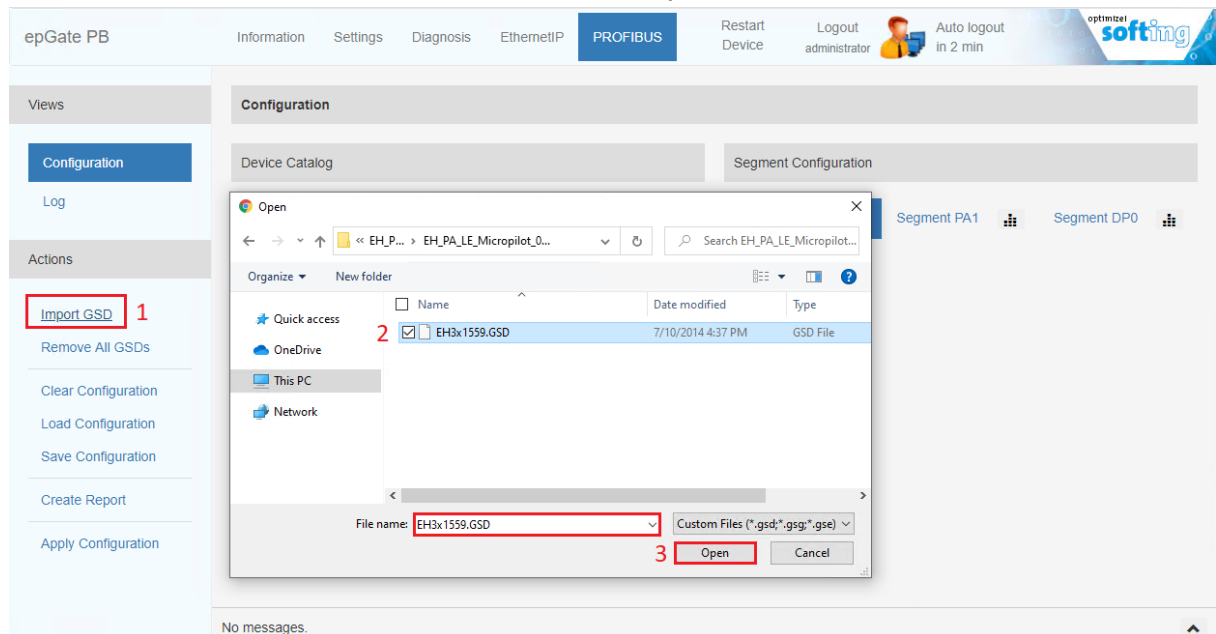 epGate PB
Information Settings Diagnosis EthernetIP PROFIBUS Restart Device Logout administrator Auto logout in 2 min
optimize!
softing
Views
Configuration
Log
Actions
Import GSD 1
Remove All GSDs
Clear Configuration
Load Configuration
Save Configuration
Create Report
Apply Configuration
Configuration
Device Catalog
Segment Configuration
Segment PA1 Segment DP0
Open
« EH_P... › EH_PA_LE_Micropilot_0...
Search EH_PA_LE_Micropilot...
Organize New folder
Quick access
OneDrive
This PC
Network
Name Date modified Type
2 EH3x1559.GSD 7/10/2014 4:37 PM GSD File
File name: EH3x1559.GSD Custom Files (*.gsd;*.gsg;*.gse)
3 Open Cancel
No messages.